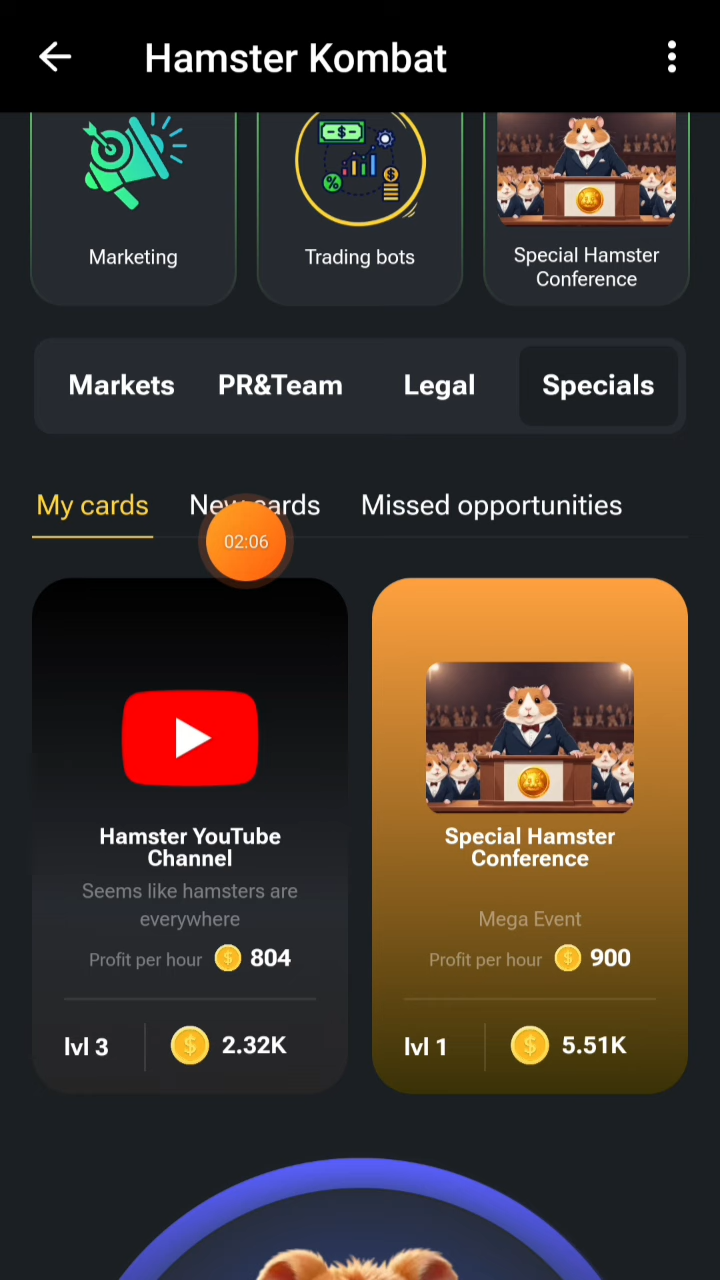 Hamster Kombat
Marketing
Trading bots
Special Hamster
Conference
Markets
PR&Team
Legal
Specials
My cards
New cards
Missed opportunities
02:06
Hamster YouTube
Channel
Seems like hamsters are
everywhere
Profit per hour 804
lvl 3
2.32K
Special Hamster
Conference
Mega Event
Profit per hour 900
lvl 1
5.51K